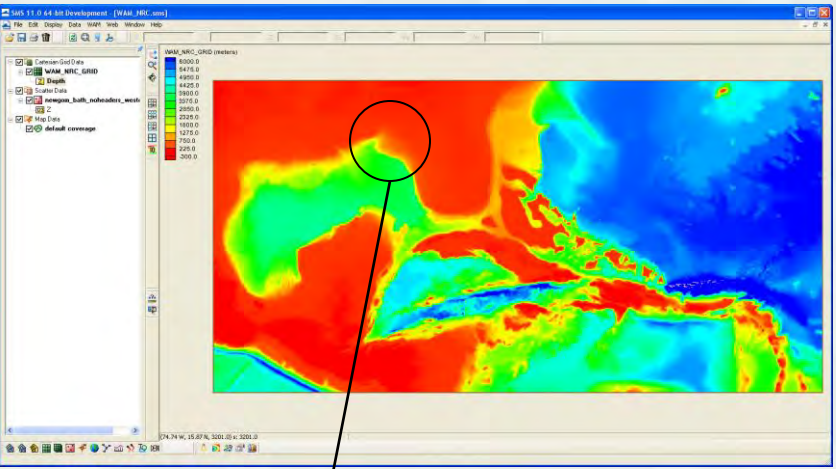 SMS 11.0 64-bit Development - [WAM_NRC.sms]
File Edit Display Data WAM Web Window Help
Cartesian Grid Data
WAM_NRC_GRID
Depth
Scatter Data
newgom_bath_noheaders_west
Z
Map Data
default coverage
WAM_NRC_GRID (meters)
6000.0
5475.0
4950.0
4425.0
3900.0
3375.0
2850.0
2325.0
1800.0
1275.0
750.0
225.0
-300.0
(74.74 W, 15.87 N, 3201.0) s: 3201.0